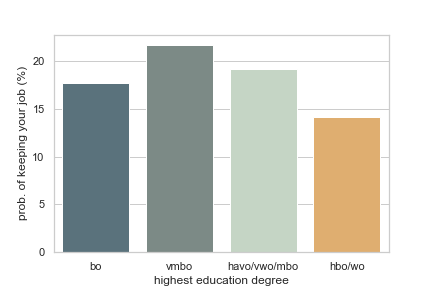 20
15
10
5
0
prob. of keeping your job (%)
bo vmbo havo/vwo/mbo hbo/wo
highest education degree